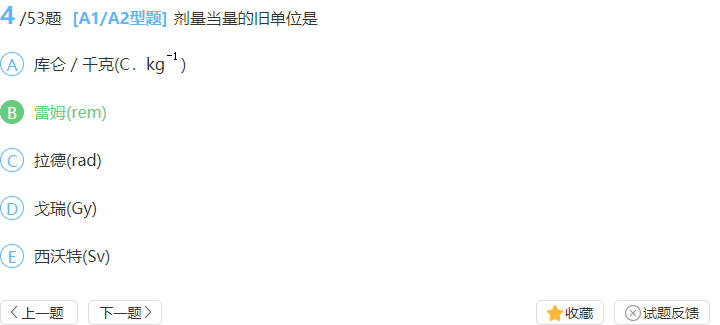 4 /53题 [A1/A2型题] 剂量当量的旧单位是
A 库仑／千克(C．kg⁻¹)
B 雷姆(rem)
C 拉德(rad)
D 戈瑞(Gy)
E 西沃特(Sv)
上一题 下一题 收藏 试题反馈